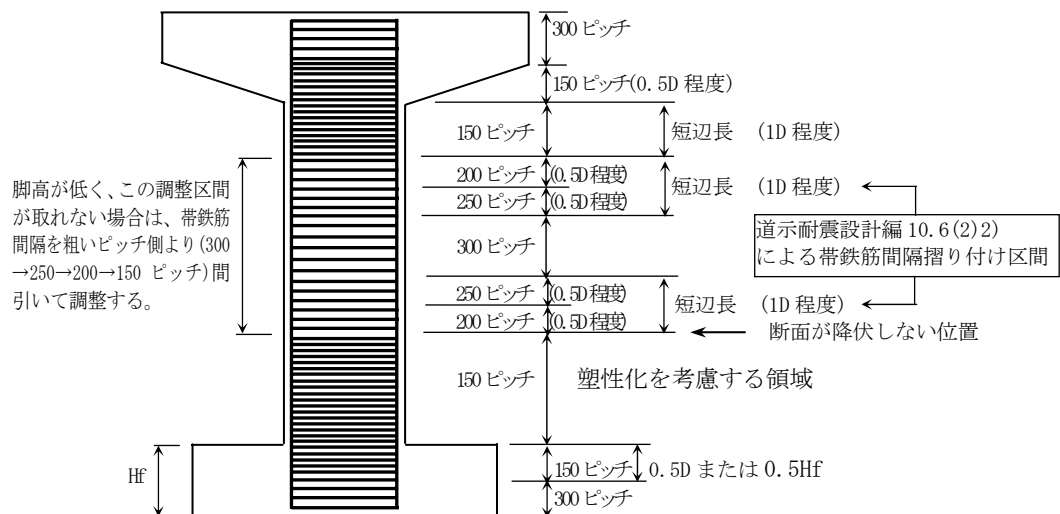 300 ピッチ
150 ピッチ(0.5D 程度)
150 ピッチ
短辺長 (1D 程度)
200 ピッチ
(0.5D 程度)
短辺長 (1D 程度)
250 ピッチ
(0.5D 程度)
脚高が低く、この調整区間
が取れない場合は、帯鉄筋
間隔を粗いピッチ側より(300
→250→200→150 ピッチ)間
引いて調整する。
道示耐震設計編 10.6(2)2)
による帯鉄筋間隔摺り付け区間
300 ピッチ
250 ピッチ
(0.5D 程度)
短辺長 (1D 程度)
200 ピッチ
(0.5D 程度)
断面が降伏しない位置
150 ピッチ
塑性化を考慮する領域
Hf
150 ピッチ
0.5D または 0.5Hf
300 ピッチ